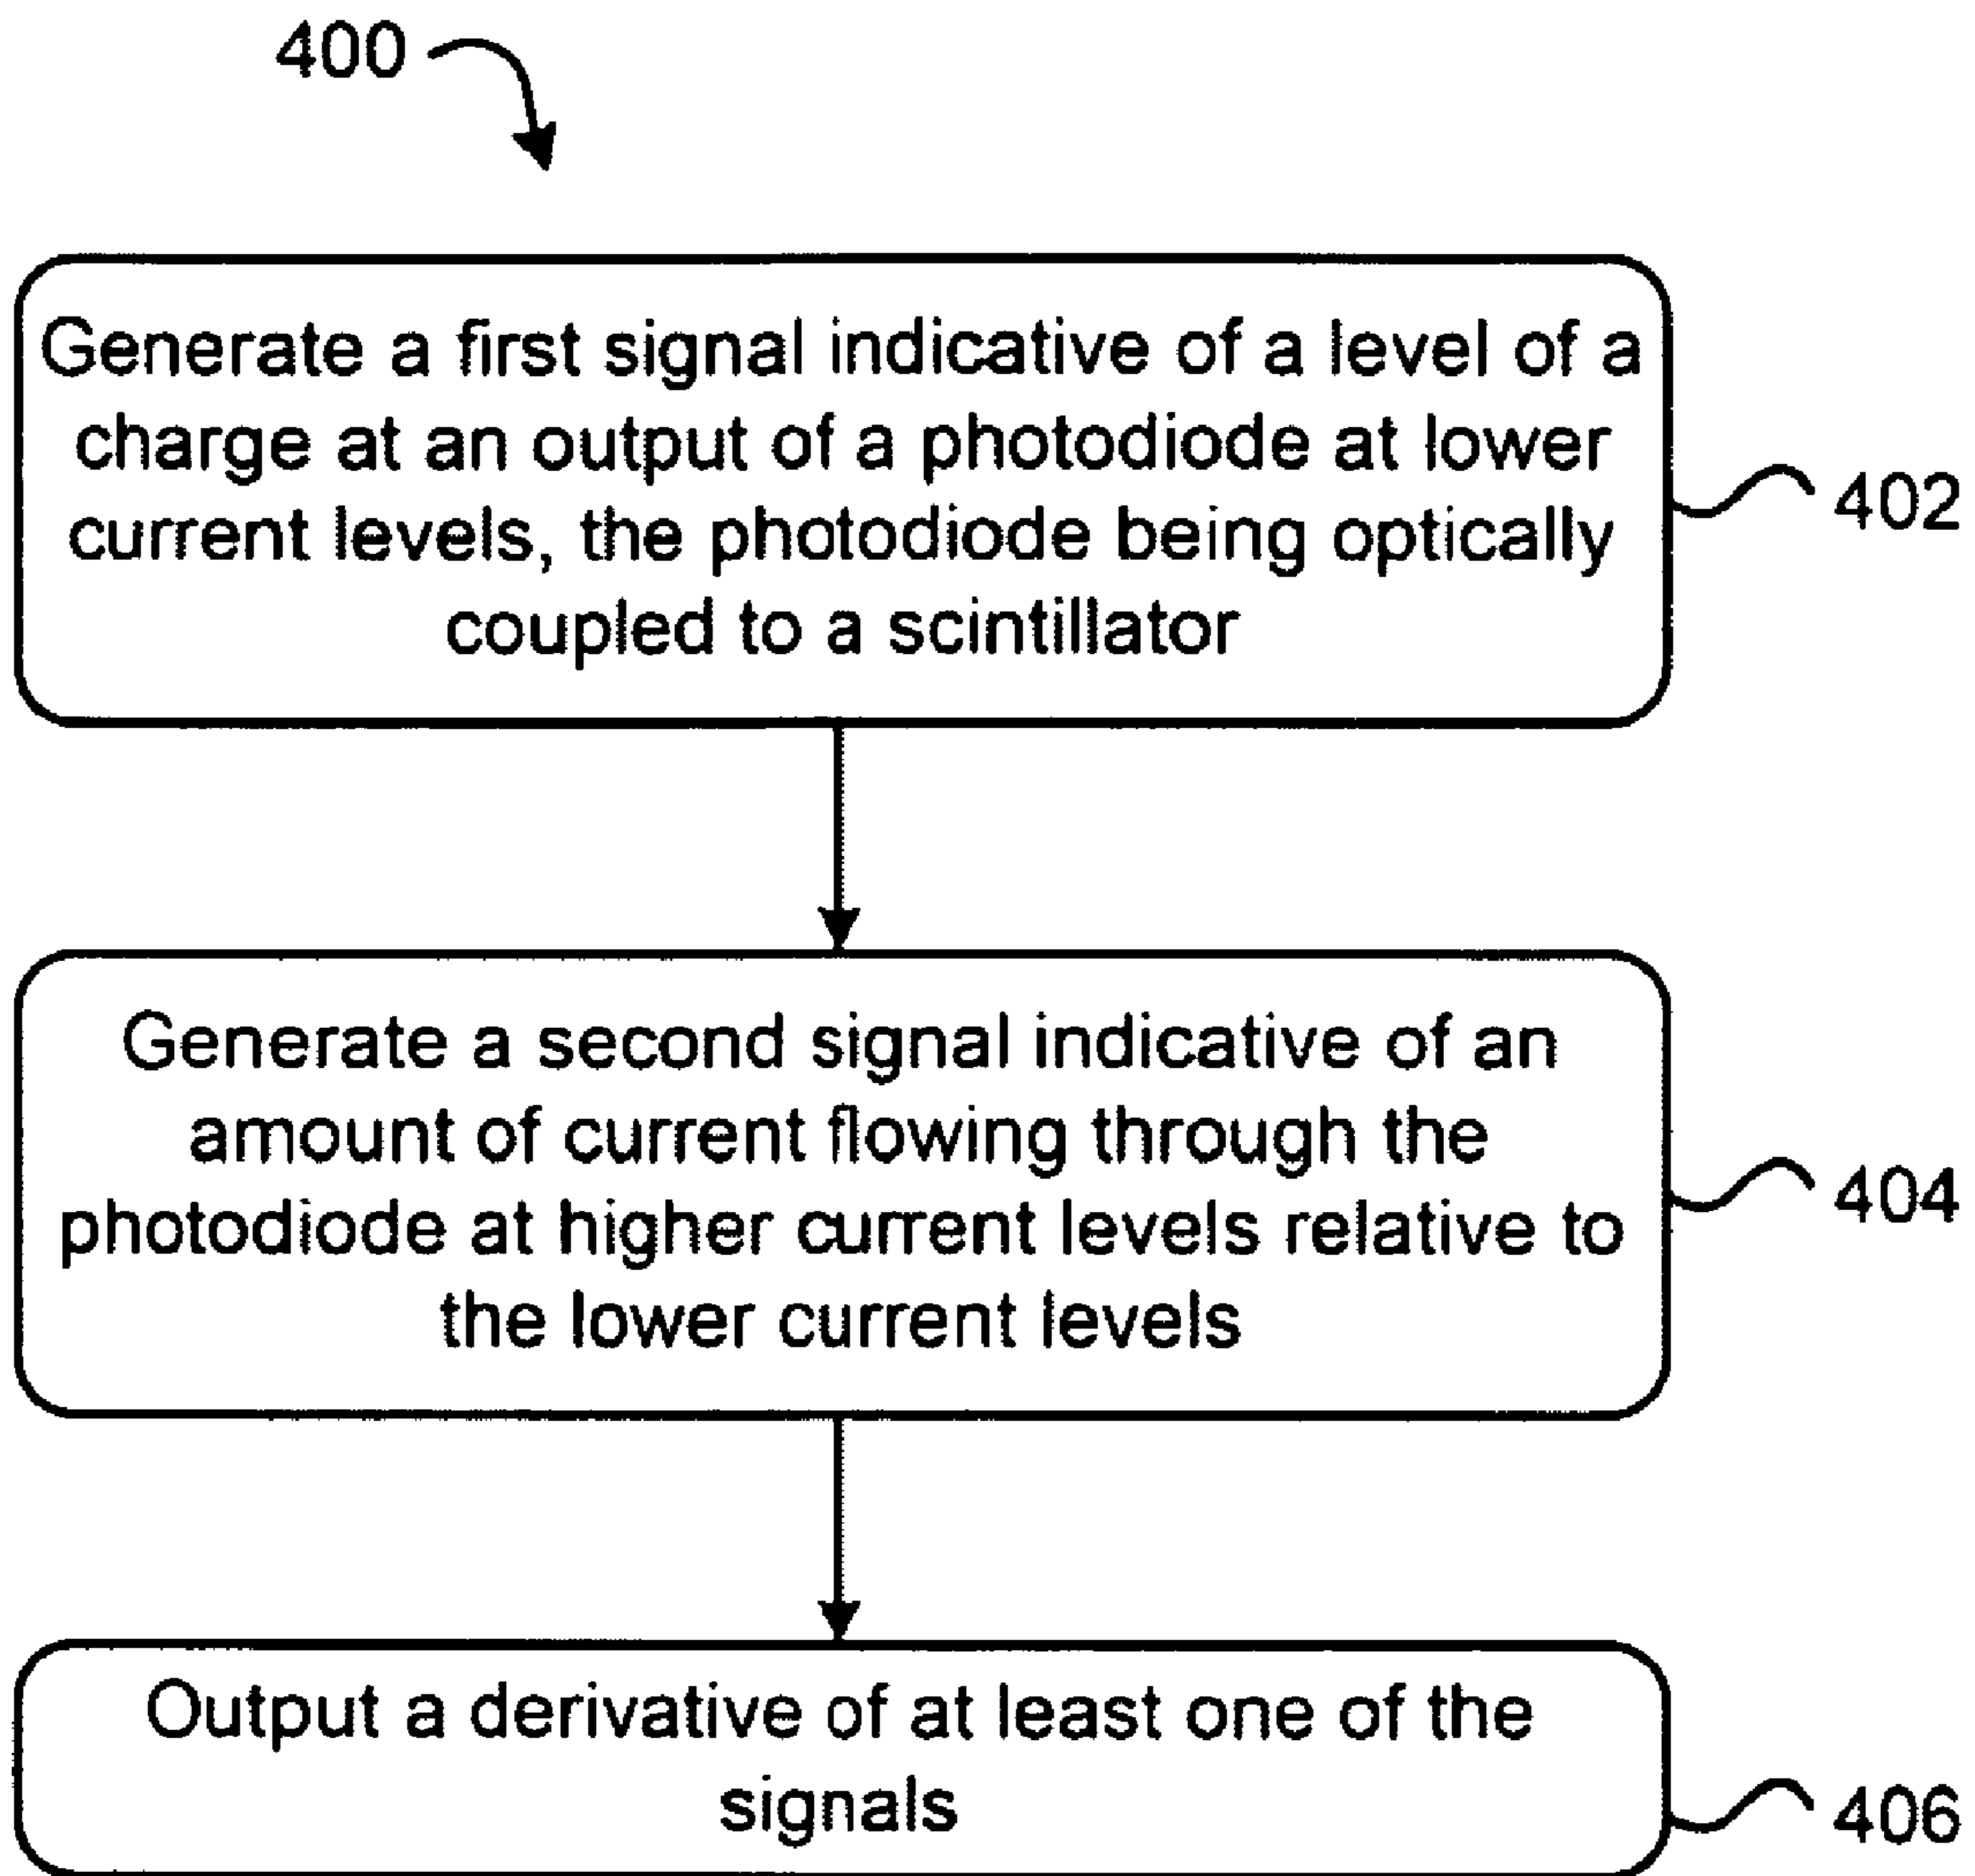 400
Generate a first signal indicative of a level of a
charge at an output of a photodiode at lower
current levels, the photodiode being optically
coupled to a scintillator
402
Generate a second signal indicative of an
amount of current flowing through the
photodiode at higher current levels relative to
the lower current levels
404
Output a derivative of at least one of the
signals
406